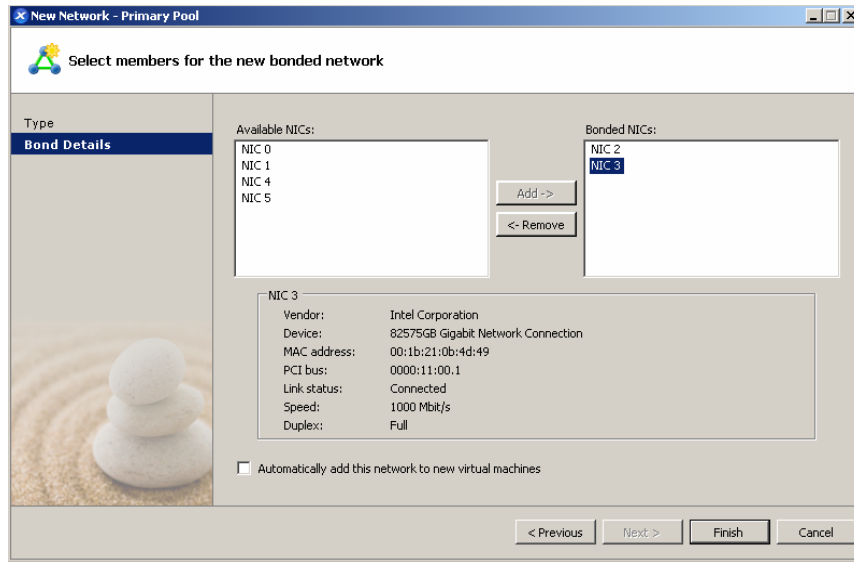 New Network - Primary Pool
Select members for the new bonded network
Type
Bond Details
Available NICs:
NIC 0
NIC 1
NIC 4
NIC 5
Add ->
<- Remove
Bonded NICs:
NIC 2
NIC 3
NIC 3
Vendor: Intel Corporation
Device: 82575GB Gigabit Network Connection
MAC address: 00:1b:21:0b:4d:49
PCI bus: 0000:11:00.1
Link status: Connected
Speed: 1000 Mbit/s
Duplex: Full
Automatically add this network to new virtual machines
< Previous Next > Finish Cancel